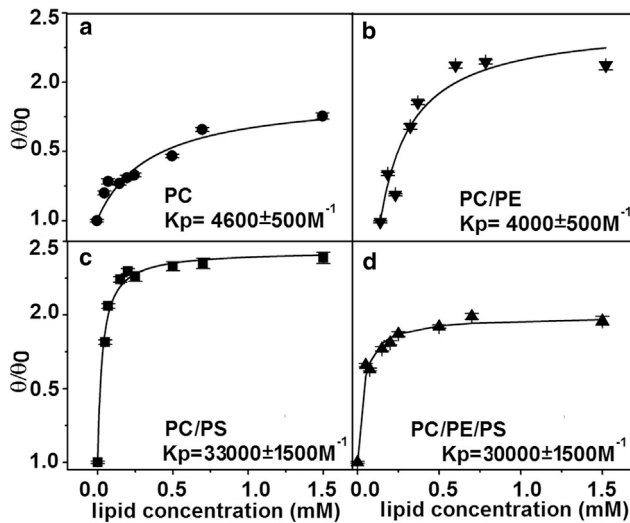 a
b
2.5
2.0
θ/θ0
0.5
1.0
PC
Kp= 4600±500M⁻¹
PC/PE
Kp= 4000±500M⁻¹
c
d
2.5
2.0
θ/θ0
0.5
1.0
PC/PS
Kp=33000±1500M⁻¹
PC/PE/PS
Kp=30000±1500M⁻¹
0.0 0.5 1.0 1.5
0.0 0.5 1.0 1.5
lipid concentration (mM)
lipid concentration (mM)